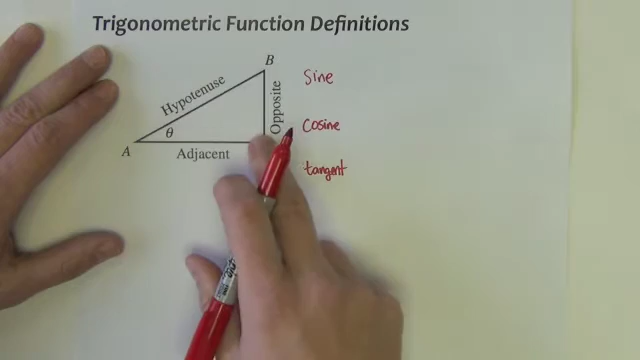 Trigonometric Function Definitions
B
Hypotenuse
Opposite
Sine
θ
Cosine
A
Adjacent
tangent